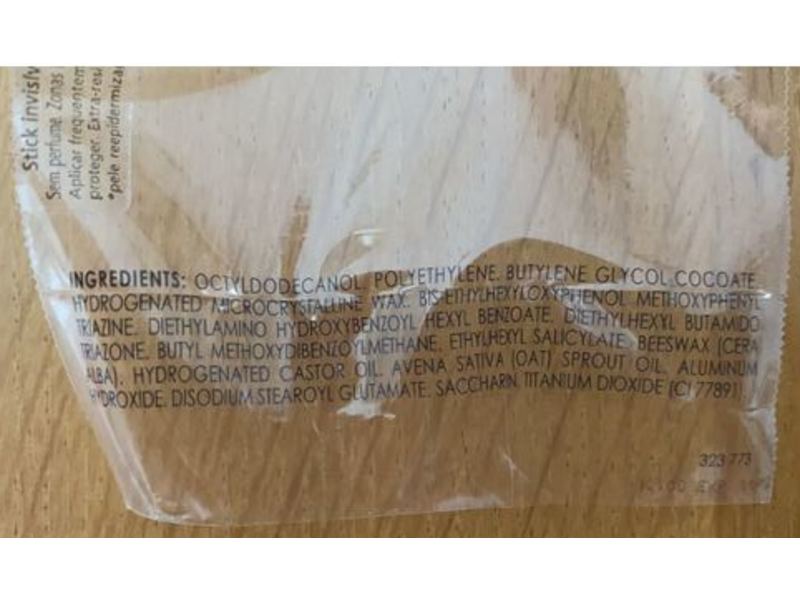 Stick Invisív
Sem perfume. Zonas
Aplicar frequentem
proteger. Extra-resi
*pele reepidermiza
INGREDIENTS: OCTYLDODECANOL. POLYETHYLENE. BUTYLENE GLYCOL COCOATE.
HYDROGENATED MICROCRYSTALLINE WAX. BIS-ETHYLHEXYLOXYPHENOL METHOXYPHENYL
TRIAZINE. DIETHYLAMINO HYDROXYBENZOYL HEXYL BENZOATE. DIETHYLHEXYL BUTAMIDO
TRIAZONE. BUTYL METHOXYDIBENZOYLMETHANE. ETHYLHEXYL SALICYLATE. BEESWAX (CERA
ALBA). HYDROGENATED CASTOR OIL. AVENA SATIVA (OAT) SPROUT OIL. ALUMINUM
HYDROXIDE. DISODIUM STEAROYL GLUTAMATE. SACCHARIN. TITANIUM DIOXIDE (CI 77891).
323 773
EXP